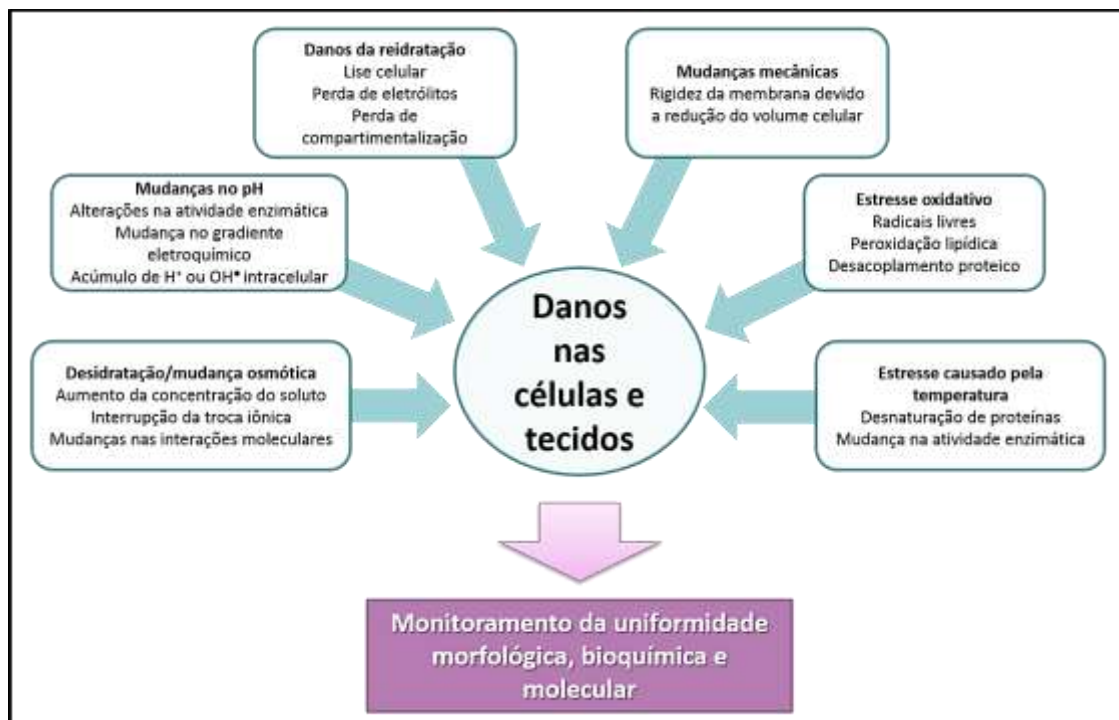 Danos da reidratação
Lise celular
Perda de eletrólitos
Perda de
compartimentalização
Mudanças mecânicas
Rigidez da membrana devido
a redução do volume celular
Mudanças no pH
Alterações na atividade enzimática
Mudança no gradiente
eletroquímico
Acúmulo de H⁺ ou OH• intracelular
Estresse oxidativo
Radicais livres
Peroxidação lipídica
Desacoplamento proteico
Desidratação/mudança osmótica
Aumento da concentração do soluto
Interrupção da troca iônica
Mudanças nas interações moleculares
Estresse causado pela
temperatura
Desnaturação de proteínas
Mudança na atividade enzimática
Danos
nas
células e
tecidos
Monitoramento da uniformidade
morfológica, bioquímica e
molecular